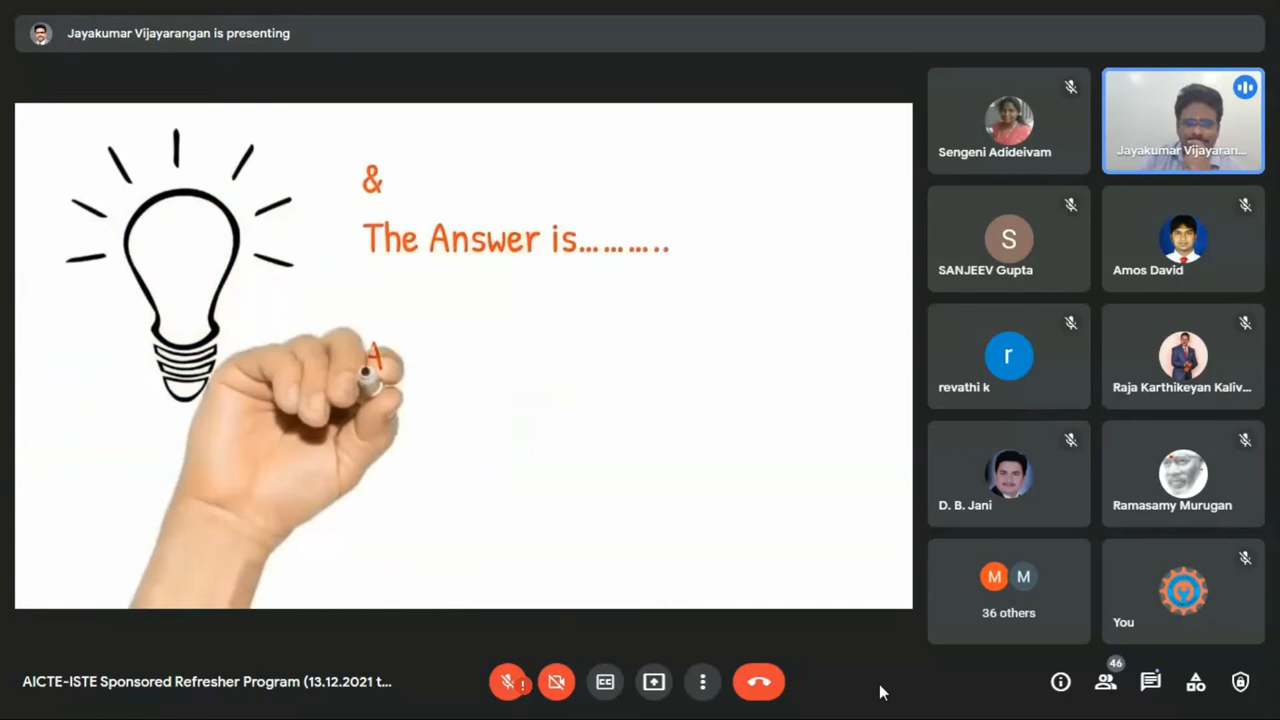 Jayakumar Vijayarangan is presenting
&
The Answer is... ... ... ..
A
Sengeni Adideivam
Jayakumar Vijayaran...
S
SANJEEV Gupta
Amos David
r
revathi k
Raja Karthikeyan Kaliv...
D. B. Jani
Ramasamy Murugan
M M
36 others
You
AICTE-ISTE Sponsored Refresher Program (13.12.2021 t...
!
CC
46